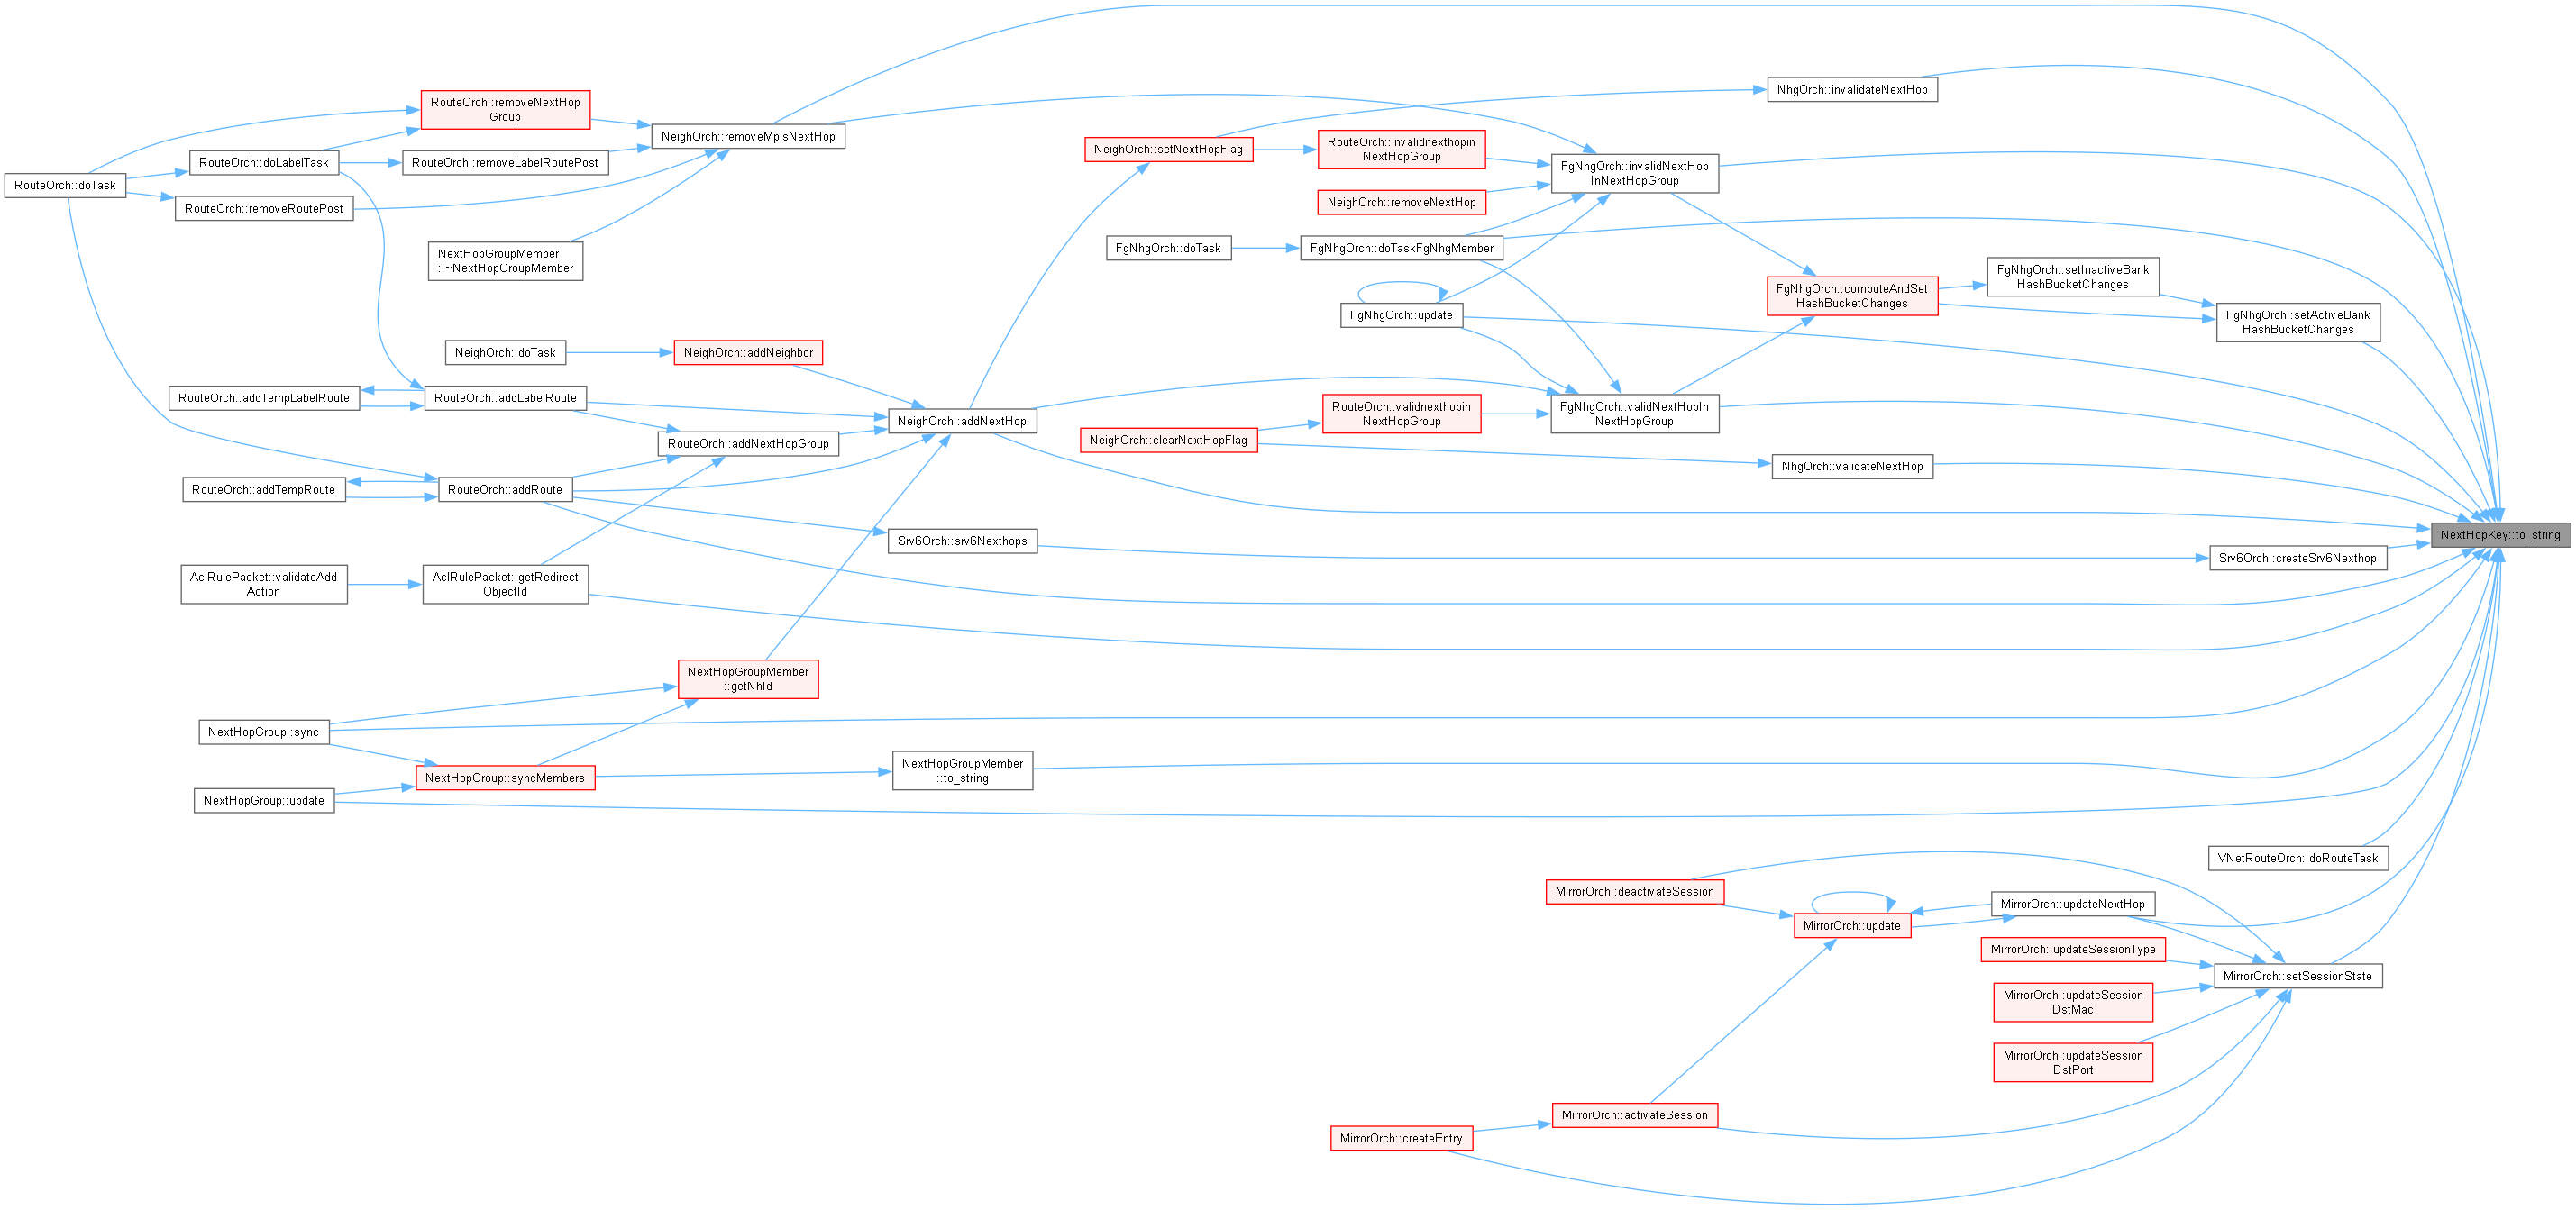 RouteOrch::removeNextHop
Group
RouteOrch::doLabelTask
RouteOrch::doTask
RouteOrch::removeRoutePost
RouteOrch::removeLabelRoutePost
NeighOrch::removeMplsNextHop
NextHopGroupMember
::~NextHopGroupMember
NeighOrch::doTask
NeighOrch::addNeighbor
RouteOrch::addTempLabelRoute
RouteOrch::addLabelRoute
RouteOrch::addNextHopGroup
NeighOrch::addNextHop
RouteOrch::addTempRoute
RouteOrch::addRoute
Srv6Orch::srv6Nexthops
AclRulePacket::validateAdd
Action
AclRulePacket::getRedirect
ObjectId
NextHopGroupMember
::getNhId
NextHopGroup::sync
NextHopGroup::syncMembers
NextHopGroup::update
NextHopGroupMember
::to_string
NhgOrch::invalidateNextHop
NeighOrch::setNextHopFlag
RouteOrch::invalidnexthopin
NextHopGroup
FgNhgOrch::invalidNextHop
InNextHopGroup
NeighOrch::removeNextHop
FgNhgOrch::doTask
FgNhgOrch::doTaskFgNhgMember
FgNhgOrch::update
FgNhgOrch::computeAndSet
HashBucketChanges
FgNhgOrch::setInactiveBank
HashBucketChanges
FgNhgOrch::setActiveBank
HashBucketChanges
RouteOrch::validnexthopin
NextHopGroup
FgNhgOrch::validNextHopIn
NextHopGroup
NeighOrch::clearNextHopFlag
NhgOrch::validateNextHop
NextHopKey::to_string
Srv6Orch::createSrv6Nexthop
VNetRouteOrch::doRouteTask
MirrorOrch::deactivateSession
MirrorOrch::update
MirrorOrch::updateNextHop
MirrorOrch::updateSessionType
MirrorOrch::setSessionState
MirrorOrch::updateSession
DstMac
MirrorOrch::updateSession
DstPort
MirrorOrch::activateSession
MirrorOrch::createEntry